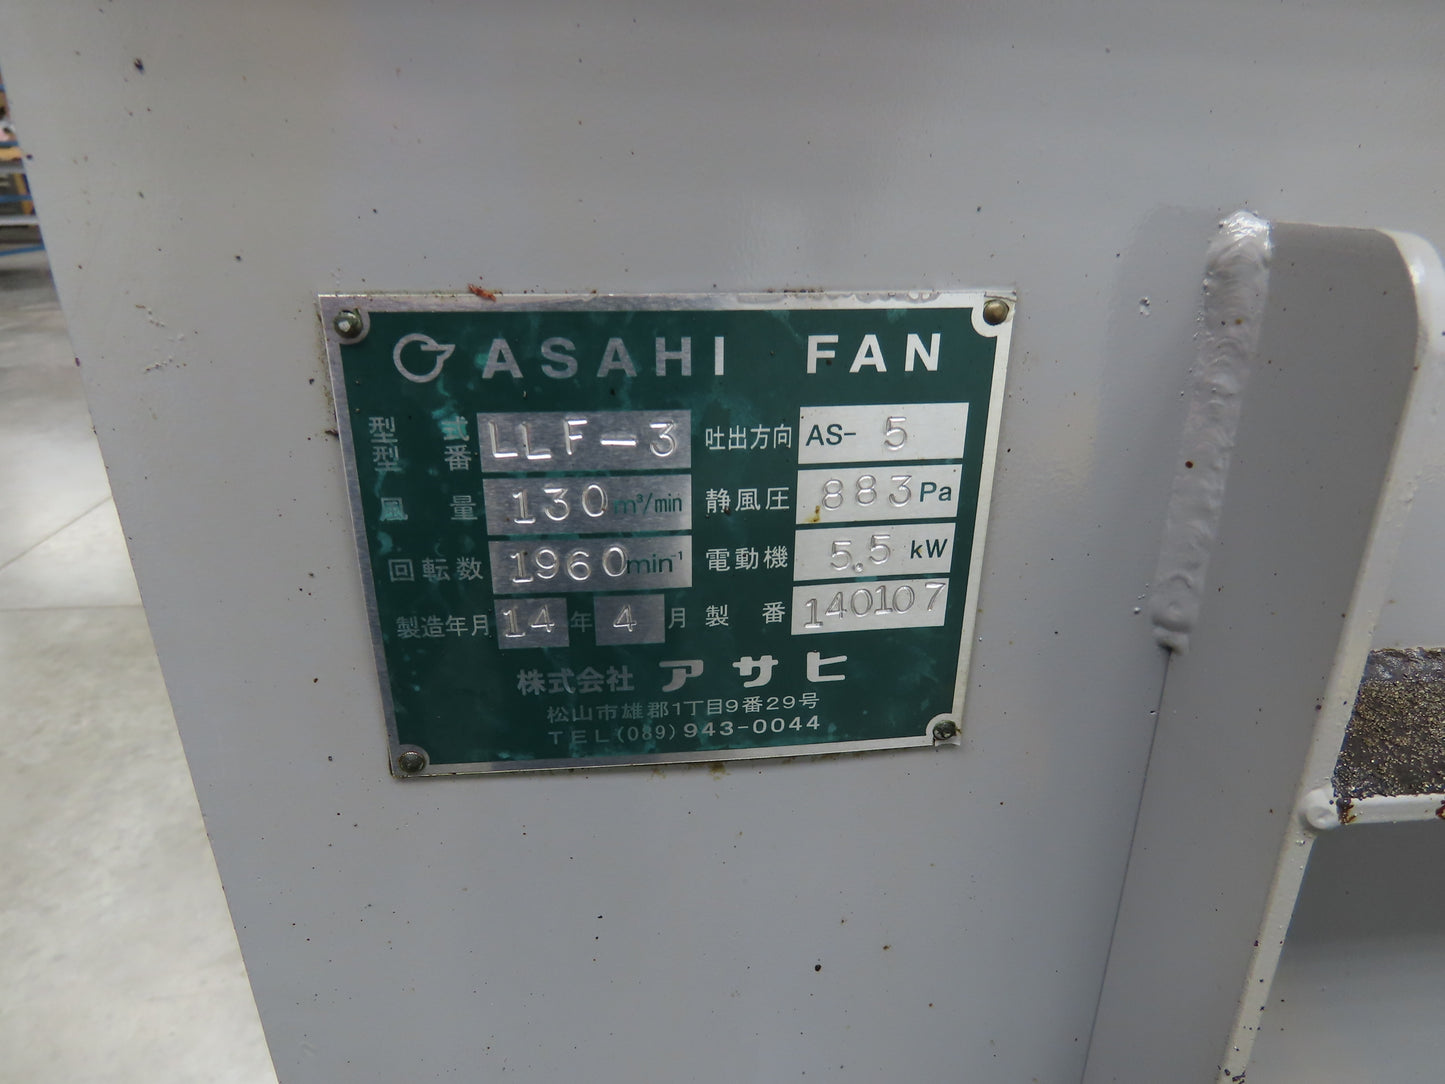 ASAHI FAN
型式 型番 LLF-3 吐出方向 AS- 5
風量 130 m³/min 静風圧 883 Pa
回転数 1960 min⁻¹ 電動機 5.5 kW
製造年月 14 年 4 月 製番 140107
株式会社 アサヒ
松山市雄郡1丁目9番29号
TEL(089)943-0044